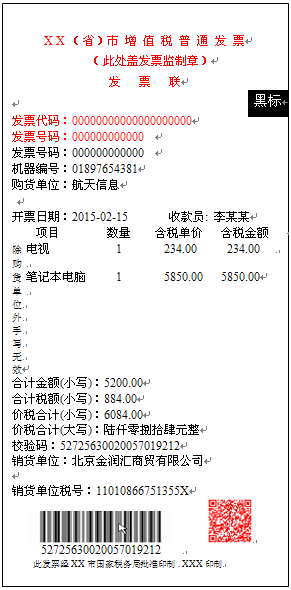 XX（省）市增值税普通发票
（此处盖发票监制章）
发 票 联
黑标
发票代码：00000000000000000000
发票号码：000000000000
发票号码：000000000000
机器编号：01897654381
购货单位：航天信息
开票日期：2015-02-15 收款员: 李某某
项目 数量 含税单价 含税金额
电视 1 234.00 234.00
笔记本电脑 1 5850.00 5850.00
除购货单位外手写无效
合计金额(小写)：5200.00
合计税额(小写)：884.00
价税合计(小写)：6084.00
价税合计(大写)：陆仟零捌拾肆元整
校验码：52725630020057019212
销货单位：北京金润汇商贸有限公司
销货单位税号：11010866751355X
52725630020057019212
此发票经 XX 市国家税务局批准印制．XXX 印制．